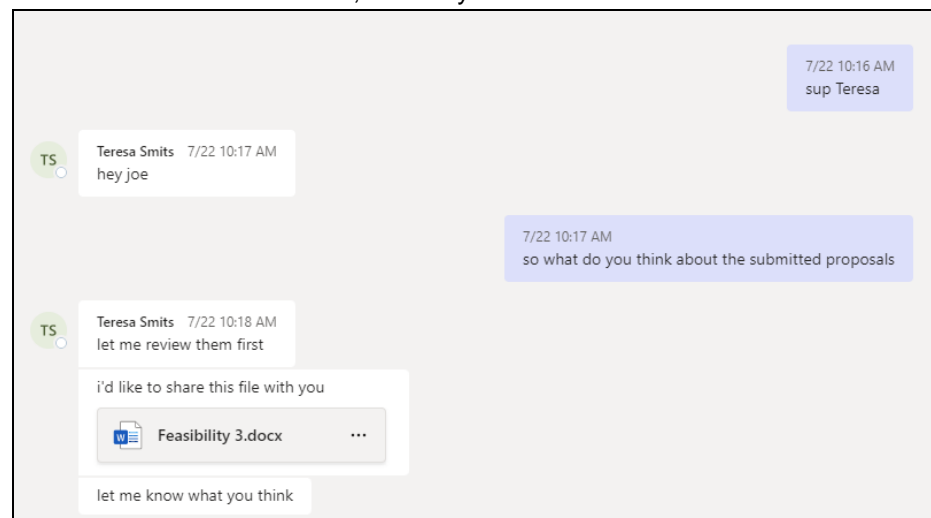 7/22 10:16 AM
sup Teresa
TS
Teresa Smits 7/22 10:17 AM
hey joe
7/22 10:17 AM
so what do you think about the submitted proposals
TS
Teresa Smits 7/22 10:18 AM
let me review them first
i'd like to share this file with you
W
Feasibility 3.docx
let me know what you think